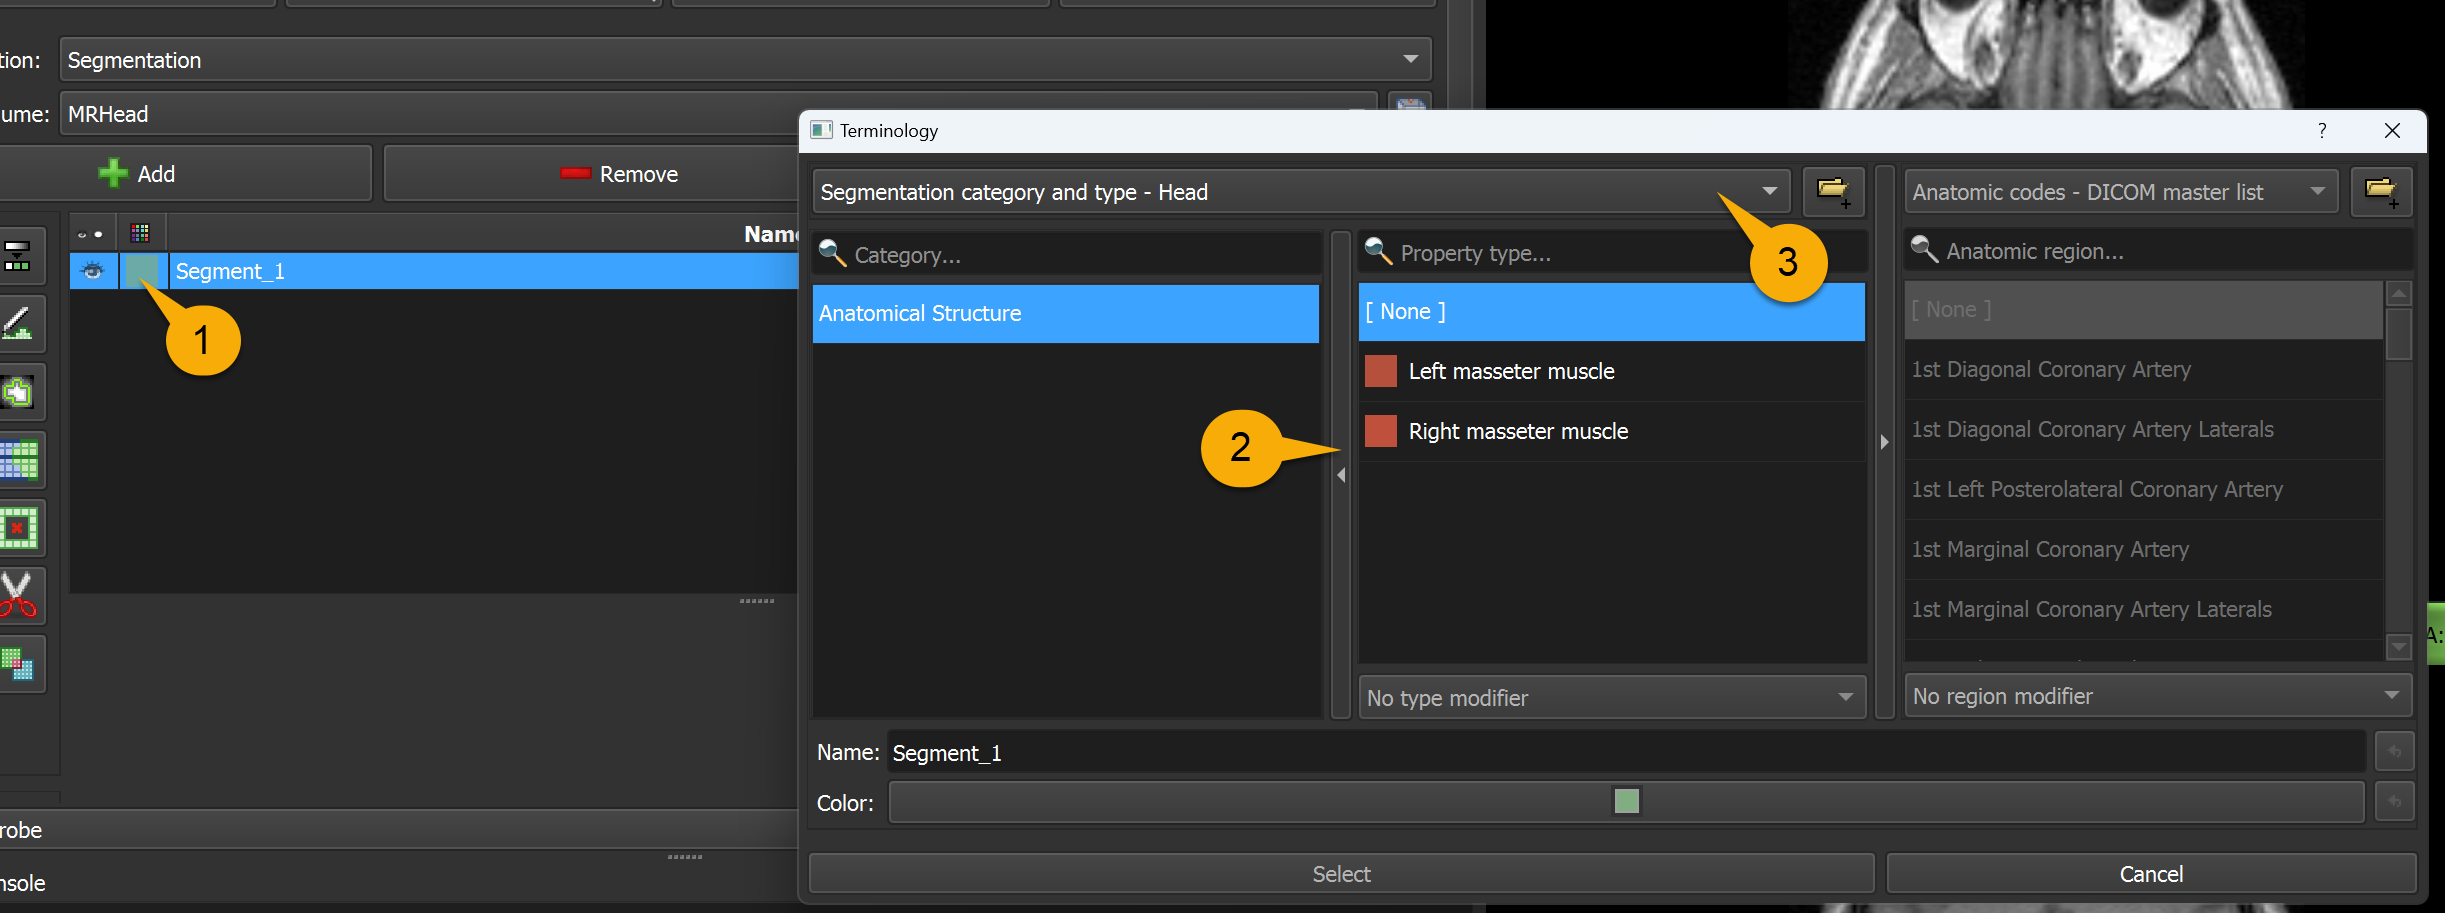 tion:
Segmentation
ume:
MRHead
Add
Remove
Name
Segment_1
1
Terminology
?
Segmentation category and type - Head
3
Category...
Anatomical Structure
2
Property type...
[ None ]
Left masseter muscle
Right masseter muscle
No type modifier
Anatomic codes - DICOM master list
Anatomic region...
[ None ]
1st Diagonal Coronary Artery
1st Diagonal Coronary Artery Laterals
1st Left Posterolateral Coronary Artery
1st Marginal Coronary Artery
1st Marginal Coronary Artery Laterals
No region modifier
Name:
Segment_1
Color:
Select
Cancel
robe
nsole
A: